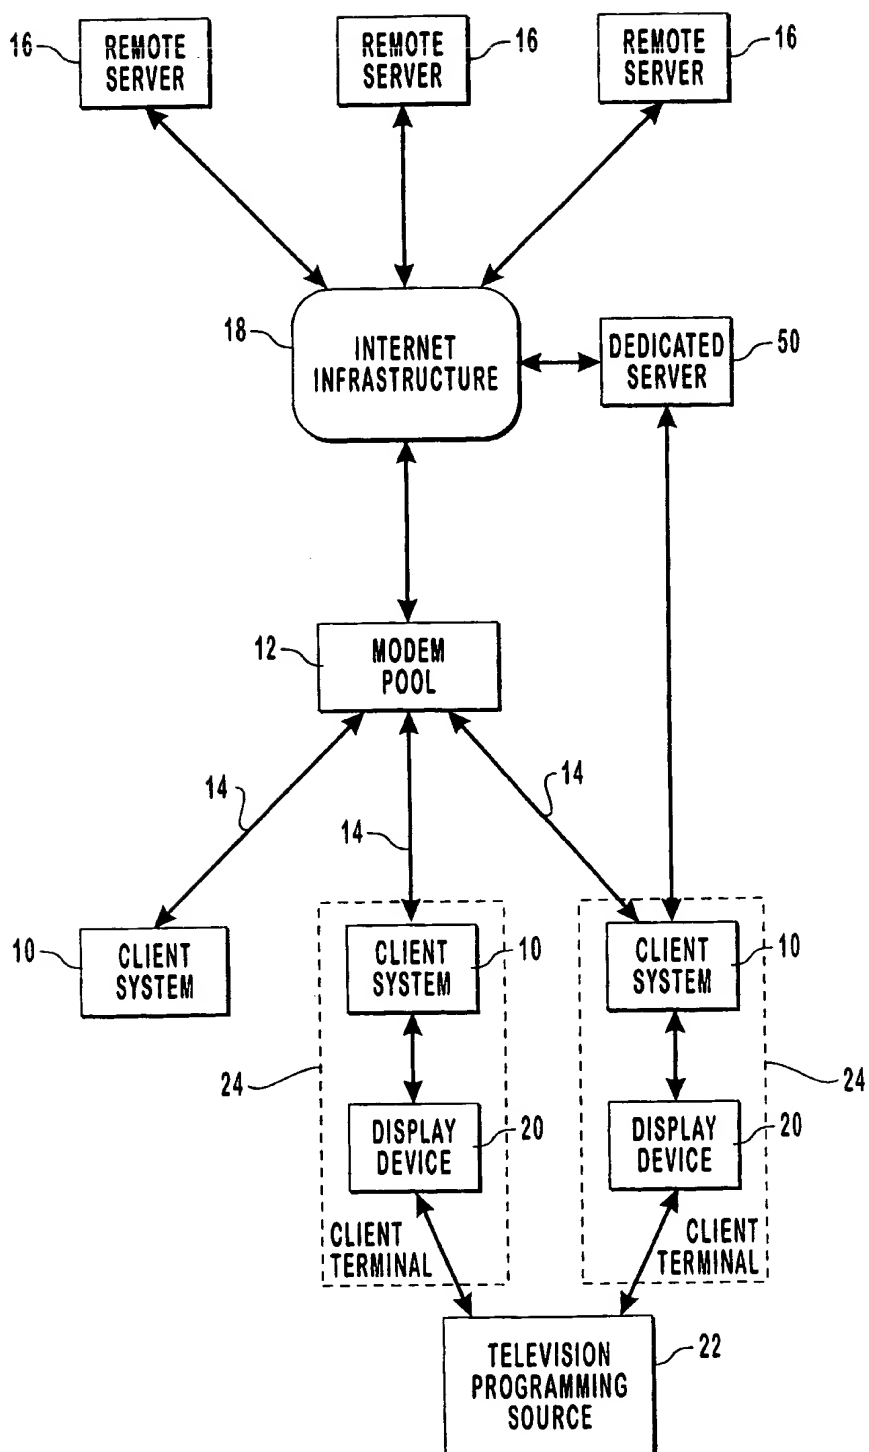 16
REMOTE
SERVER
REMOTE
SERVER
16
REMOTE
SERVER
16
18
INTERNET
INFRASTRUCTURE
DEDICATED
SERVER
50
12
MODEM
POOL
14
14
14
10
CLIENT
SYSTEM
CLIENT
SYSTEM
10
CLIENT
SYSTEM
10
24
24
DISPLAY
DEVICE
20
DISPLAY
DEVICE
20
CLIENT
TERMINAL
CLIENT
TERMINAL
TELEVISION
PROGRAMMING
SOURCE
22